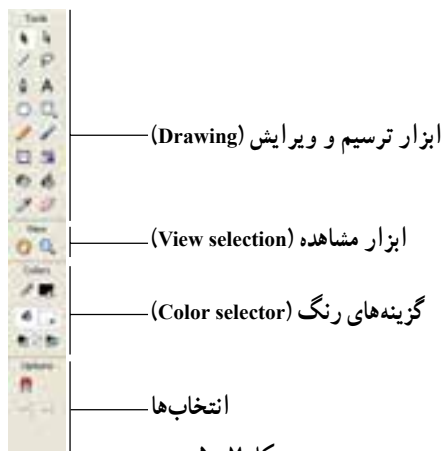 Tools
ابزار ترسیم و ویرایش (Drawing)
View
ابزار مشاهده (View selection)
Colors
گزینه‌های رنگ (Color selector)
Options
انتخاب‌ها